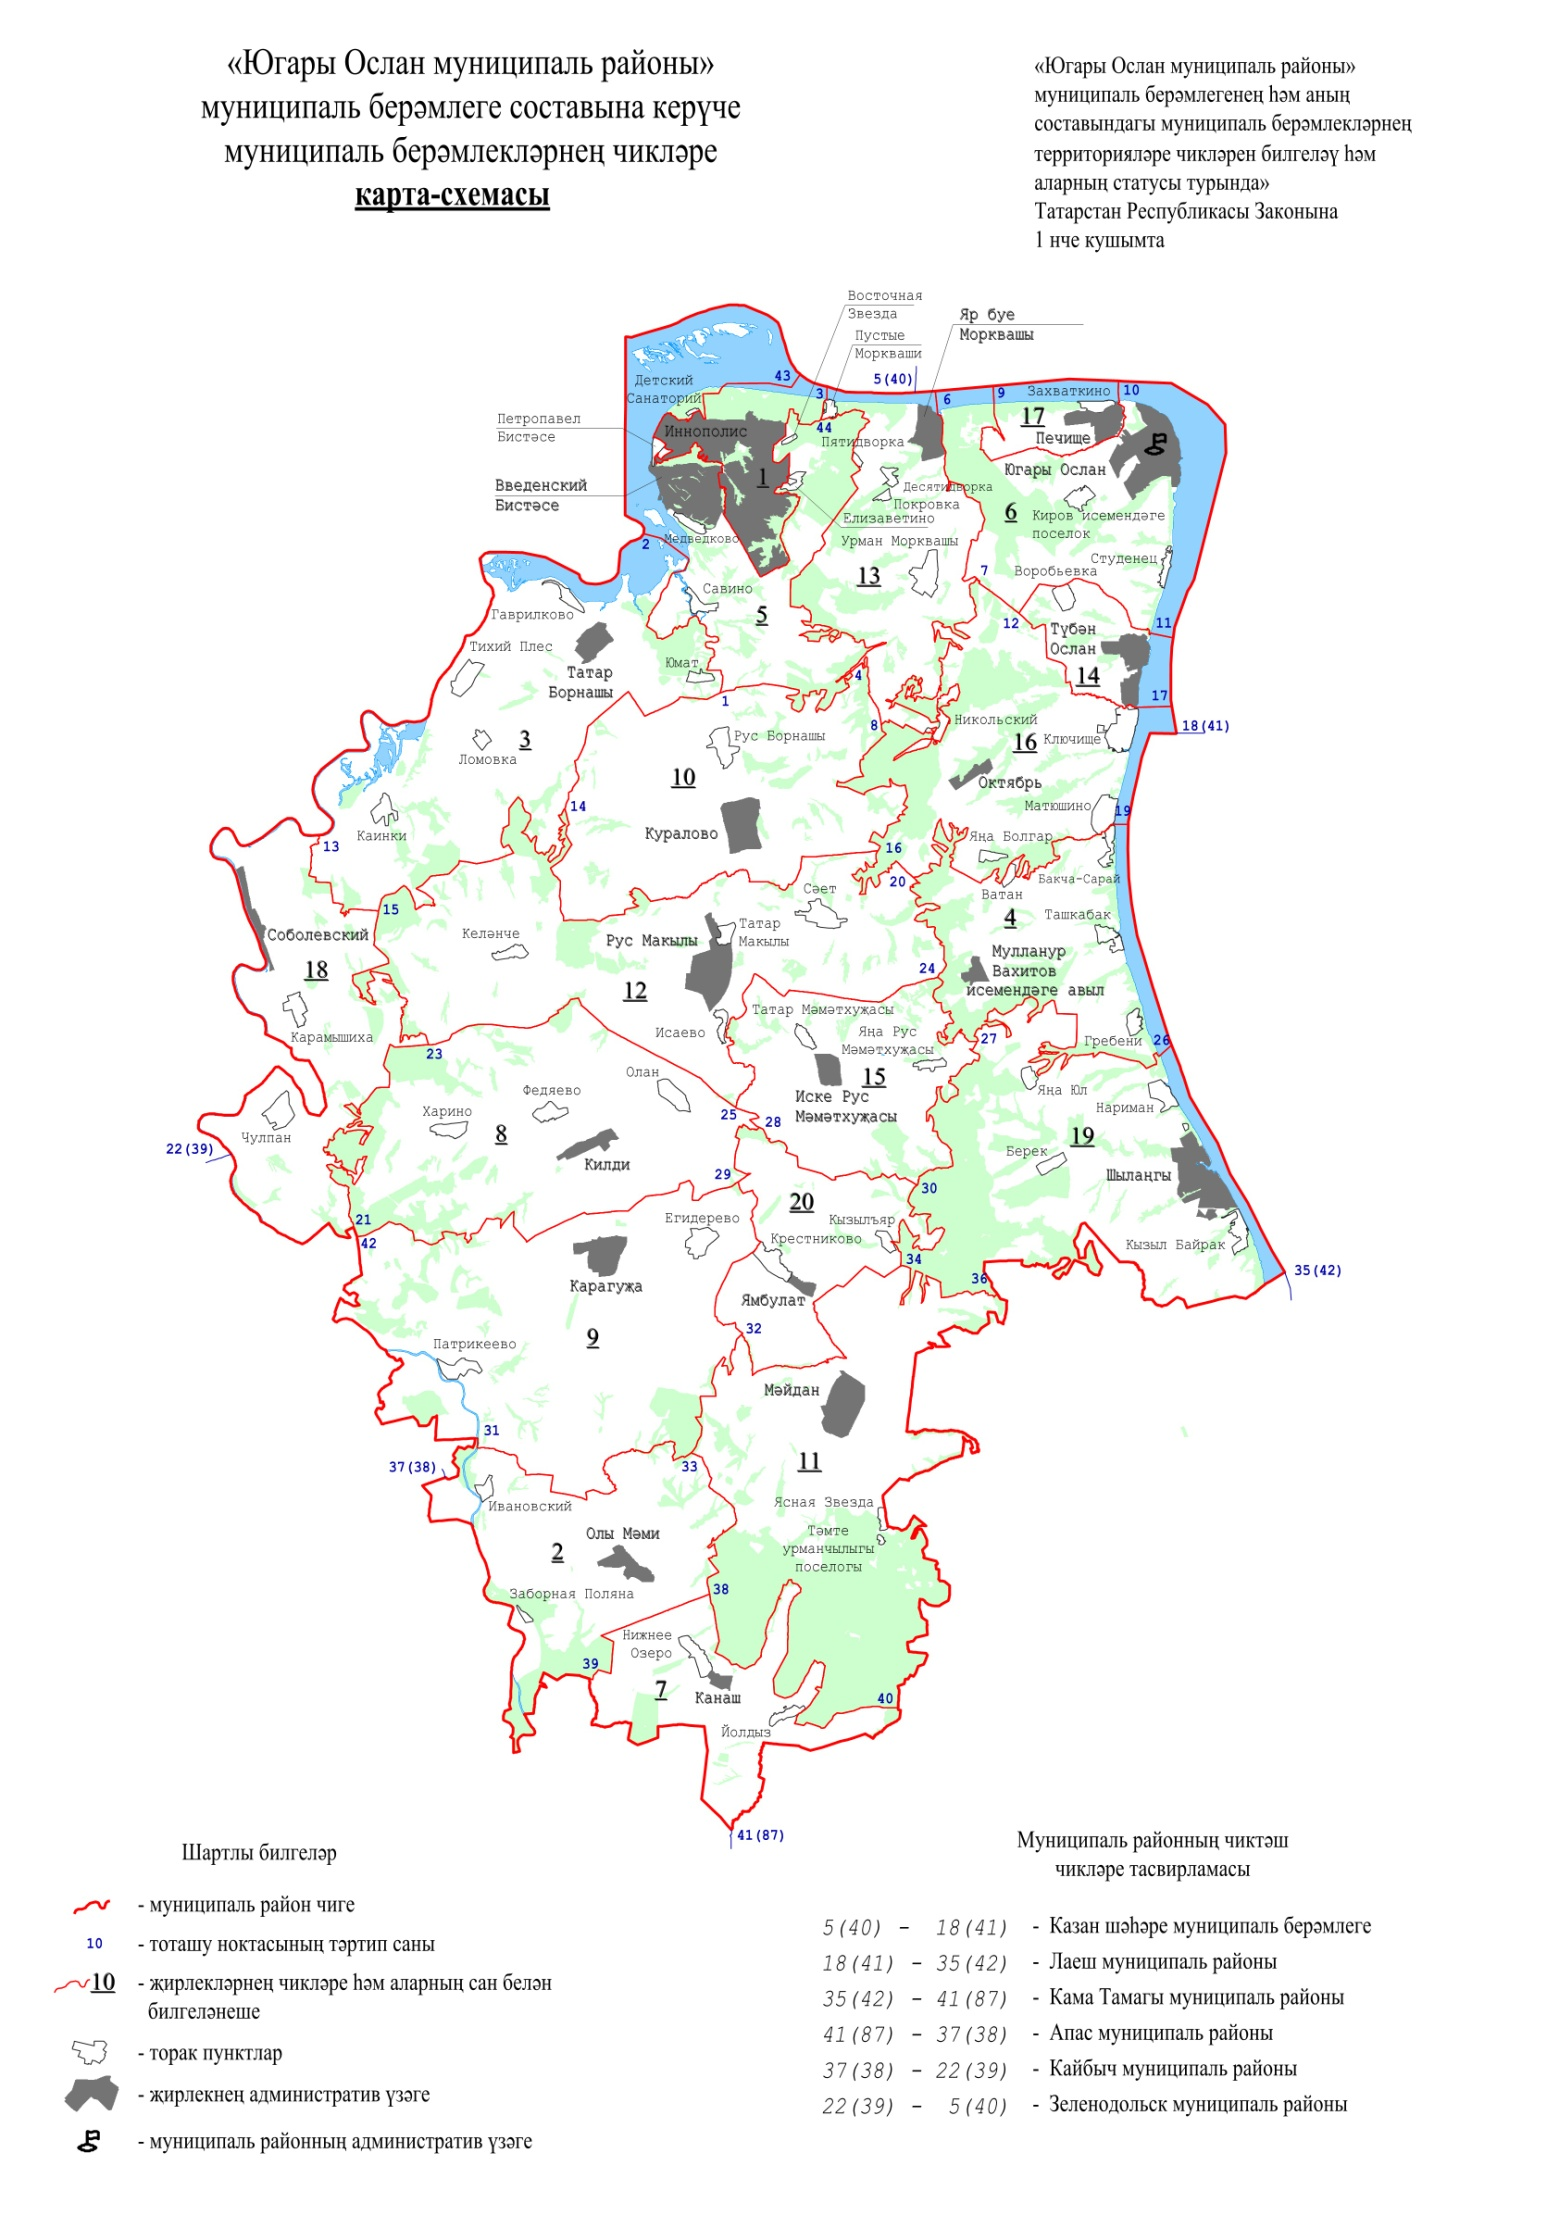 «Югары Ослан муниципаль районы»
муниципаль берәмлеге составына керүче
муниципаль берәмлекләрнең чикләре
карта-схемасы
«Югары Ослан муниципаль районы»
муниципаль берәмлегенең һәм аның
составындагы муниципаль берәмлекләрнең
территорияләре чикләрен билгеләү һәм
аларның статусы турында»
Татарстан Республикасы Законына
1 нче кушымта
Восточная
Звезда
Яр буе
Морквашы
Пустые
Моркваши
43
5(40)
Детский
Санаторий
3
6
9
Захваткино
10
Петропавел
Бистәсе
Иннополис
44
17
Печище
Пятидворка
Югары Ослан
1
Введенский
Бистәсе
Десятидворка
Покровка
Елизаветино
6
Киров исемендәге
поселок
Медведково
2
Урман Морквашы
Студенец
13
7
Воробьевка
Савино
5
Гаврилково
12
11
Түбән
Ослан
Тихий Плес
Татар
Борнашы
Юмат
4
14
1
17
8
Никольский
18(41)
Рус Борнашы
3
16
Ключище
Ломовка
10
Октябрь
14
Матюшино
19
Каинки
Куралово
13
16
Яңа Болгар
20
Бакча-Сарай
Сәет
Ватан
15
4
Ташкабак
Соболевский
Келәнче
Рус Макылы
Татар
Макылы
Мулланур
Вахитов
исемендәге авыл
18
24
12
Татар Мәмәтхуҗасы
Исаево
Яңа Рус
Мәмәтхуҗасы
Карамышиха
27
Гребени
26
23
15
Олан
Иске Рус
Мәмәтхуҗасы
Яңа Юл
Федяево
Нариман
Харино
25
28
Чулпан
8
19
22(39)
Килди
Берек
29
Шылаңгы
30
20
21
Егидерево
Кызылъяр
42
Крестниково
Кызыл Байрак
34
36
35(42)
Карагуҗа
Ямбулат
32
9
Патрикеево
Мәйдан
31
37(38)
33
11
Ивановский
Ясная Звезда
Олы Мәми
Тәмте
урманчылыгы
поселогы
2
38
Заборная Поляна
Нижнее
Озеро
39
7
Канаш
40
Йолдыз
41(87)
Шартлы билгеләр
- муниципаль район чиге
10 - тоташу ноктасының тәртип саны
10 - җирлекләрнең чикләре һәм аларның сан белән
билгеләнеше
- торак пунктлар
- җирлекнең административ үзәге
- муниципаль районның административ үзәге
Муниципаль районның чиктәш
чикләре тасвирламасы
5(40) - 18(41) - Казан шәһәре муниципаль берәмлеге
18(41) - 35(42) - Лаеш муниципаль районы
35(42) - 41(87) - Кама Тамагы муниципаль районы
41(87) - 37(38) - Апас муниципаль районы
37(38) - 22(39) - Кайбыч муниципаль районы
22(39) - 5(40) - Зеленодольск муниципаль районы